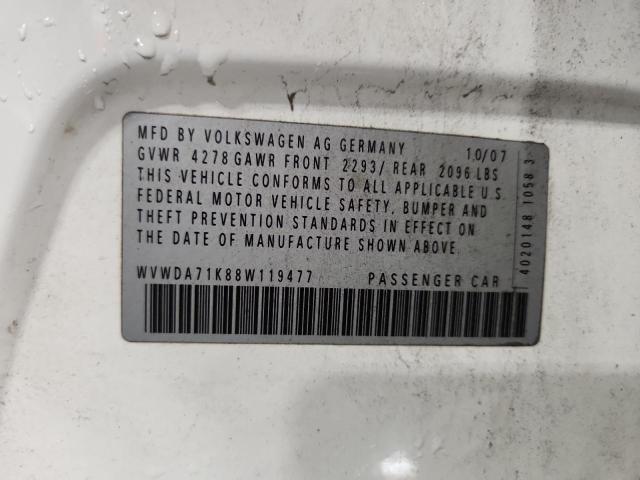 MFD BY VOLKSWAGEN AG GERMANY 10/07
GVWR 4278 GAWR FRONT 2293/ REAR 2096 LBS
THIS VEHICLE CONFORMS TO ALL APPLICABLE U.S.
FEDERAL MOTOR VEHICLE SAFETY, BUMPER AND
THEFT PREVENTION STANDARDS IN EFFECT ON
THE DATE OF MANUFACTURE SHOWN ABOVE.
WVWDA71K88W119477 PASSENGER CAR
4020148 1058 3